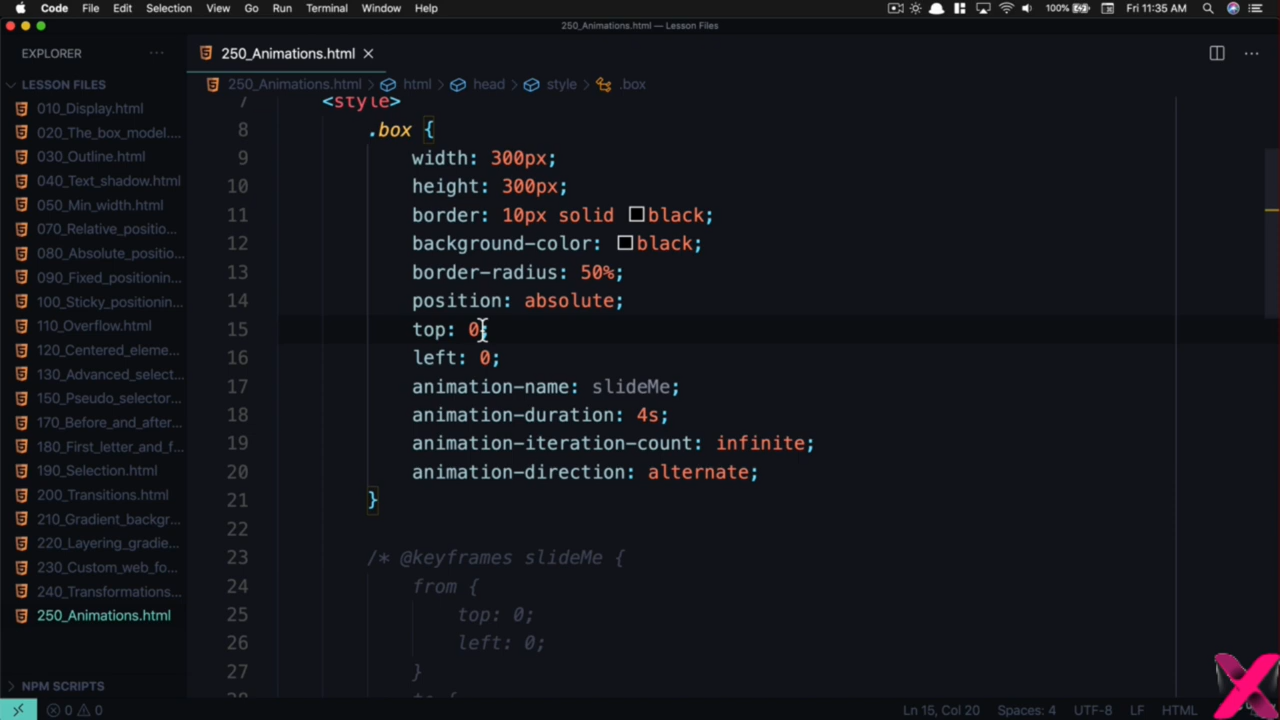 Code File Edit Selection View Go Run Terminal Window Help 100% Fri 11:35 AM
250_Animations.html — Lesson Files
EXPLORER ···
250_Animations.html
LESSON FILES
250_Animations.html > html > head > style > .box
010_Display.html
020_The_box_model....
030_Outline.html
040_Text_shadow.html
050_Min_width.html
070_Relative_positio...
080_Absolute_positio...
090_Fixed_positionin...
100_Sticky_positionin...
110_Overflow.html
120_Centered_eleme...
130_Advanced_select...
150_Pseudo_selector...
170_Before_and_after...
180_First_letter_and_f...
190_Selection.html
200_Transitions.html
210_Gradient_backgr...
220_Layering_gradie...
230_Custom_web_fo...
240_Transformations...
250_Animations.html
NPM SCRIPTS
7 <style>
8 .box {
9 width: 300px;
10 height: 300px;
11 border: 10px solid black;
12 background-color: black;
13 border-radius: 50%;
14 position: absolute;
15 top: 0;
16 left: 0;
17 animation-name: slideMe;
18 animation-duration: 4s;
19 animation-iteration-count: infinite;
20 animation-direction: alternate;
21 }
22
23 /* @keyframes slideMe {
24 from {
25 top: 0;
26 left: 0;
27 }
28 to {
0 0 Ln 15, Col 20 Spaces: 4 UTF-8 LF HTML